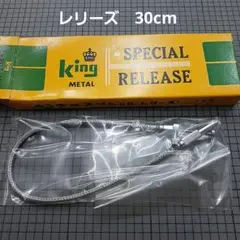 レリーズ 30cm
King
METAL
SPECIAL
RELEASE